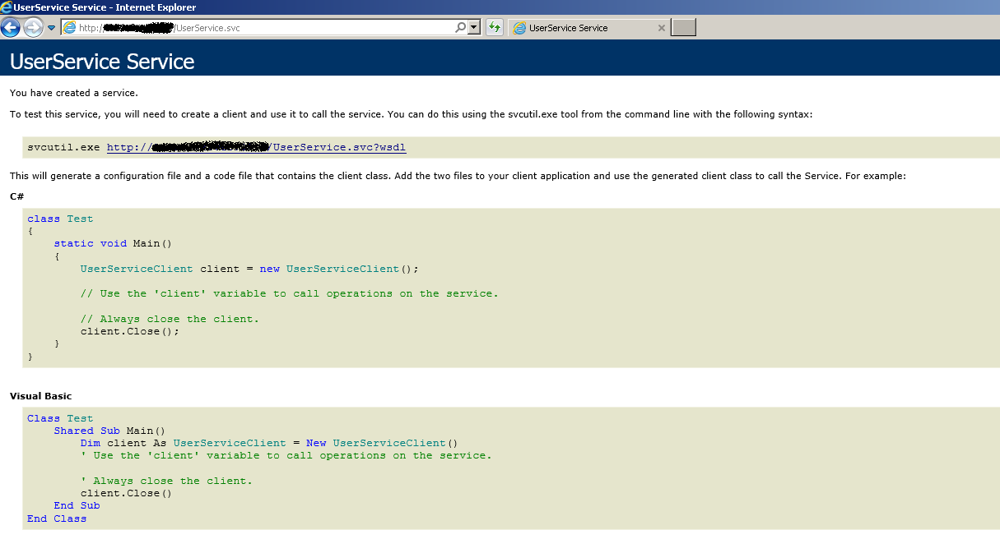 UserService Service - Internet Explorer
http:/ /UserService.svc
UserService Service
UserService Service
You have created a service.
To test this service, you will need to create a client and use it to call the service. You can do this using the svcutil.exe tool from the command line with the following syntax:
svcutil.exe http:// /UserService.svc?wsdl
This will generate a configuration file and a code file that contains the client class. Add the two files to your client application and use the generated client class to call the Service. For example:
C#
class Test
{
    static void Main()
    {
        UserServiceClient client = new UserServiceClient();
        // Use the 'client' variable to call operations on the service.
        // Always close the client.
        client.Close();
    }
}
Visual Basic
Class Test
    Shared Sub Main()
        Dim client As UserServiceClient = New UserServiceClient()
        ' Use the 'client' variable to call operations on the service.
        ' Always close the client.
        client.Close()
    End Sub
End Class